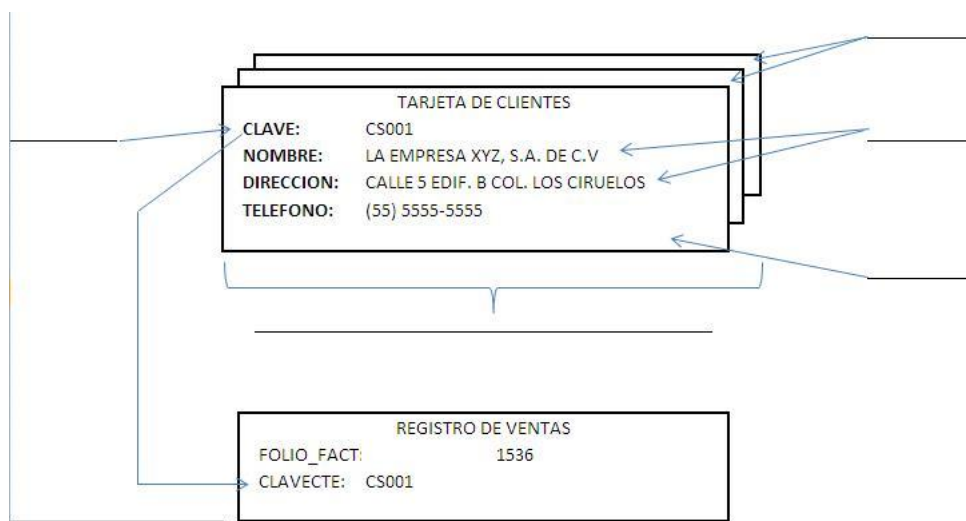 TARJETA DE CLIENTES
CLAVE: CS001
NOMBRE: LA EMPRESA XYZ, S.A. DE C.V
DIRECCION: CALLE 5 EDIF. B COL. LOS CIRUELOS
TELEFONO: (55) 5555-5555
REGISTRO DE VENTAS
FOLIO_FACT: 1536
CLAVECTE: CS001